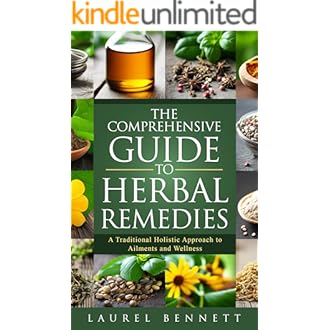 kindleunlimited
THE
COMPREHENSIVE
GUIDE
TO
HERBAL
REMEDIES
A Traditional Holistic Approach to
Ailments and Wellness
LAUREL BENNETT